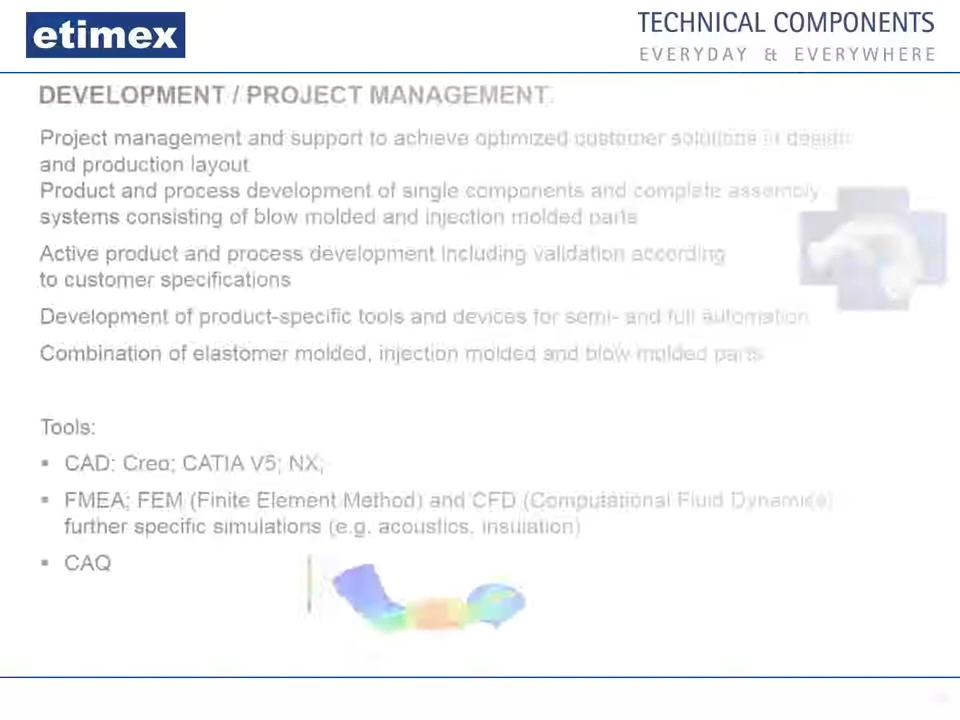 etimex
TECHNICAL COMPONENTS
EVERYDAY & EVERYWHERE
DEVELOPMENT / PROJECT MANAGEMENT
Project management and support to achieve optimized customer solutions in design
and production layout
Product and process development of single components and complete assembly
systems consisting of blow molded and injection molded parts
Active product and process development including validation according
to customer specifications
Development of product-specific tools and devices for semi- and full automation
Combination of elastomer molded, injection molded and blow molded parts
Tools:
▪ CAD: Creo; CATIA V5; NX;
▪ FMEA; FEM (Finite Element Method) and CFD (Computational Fluid Dynamics)
further specific simulations (e.g. acoustics, insulation)
▪ CAQ